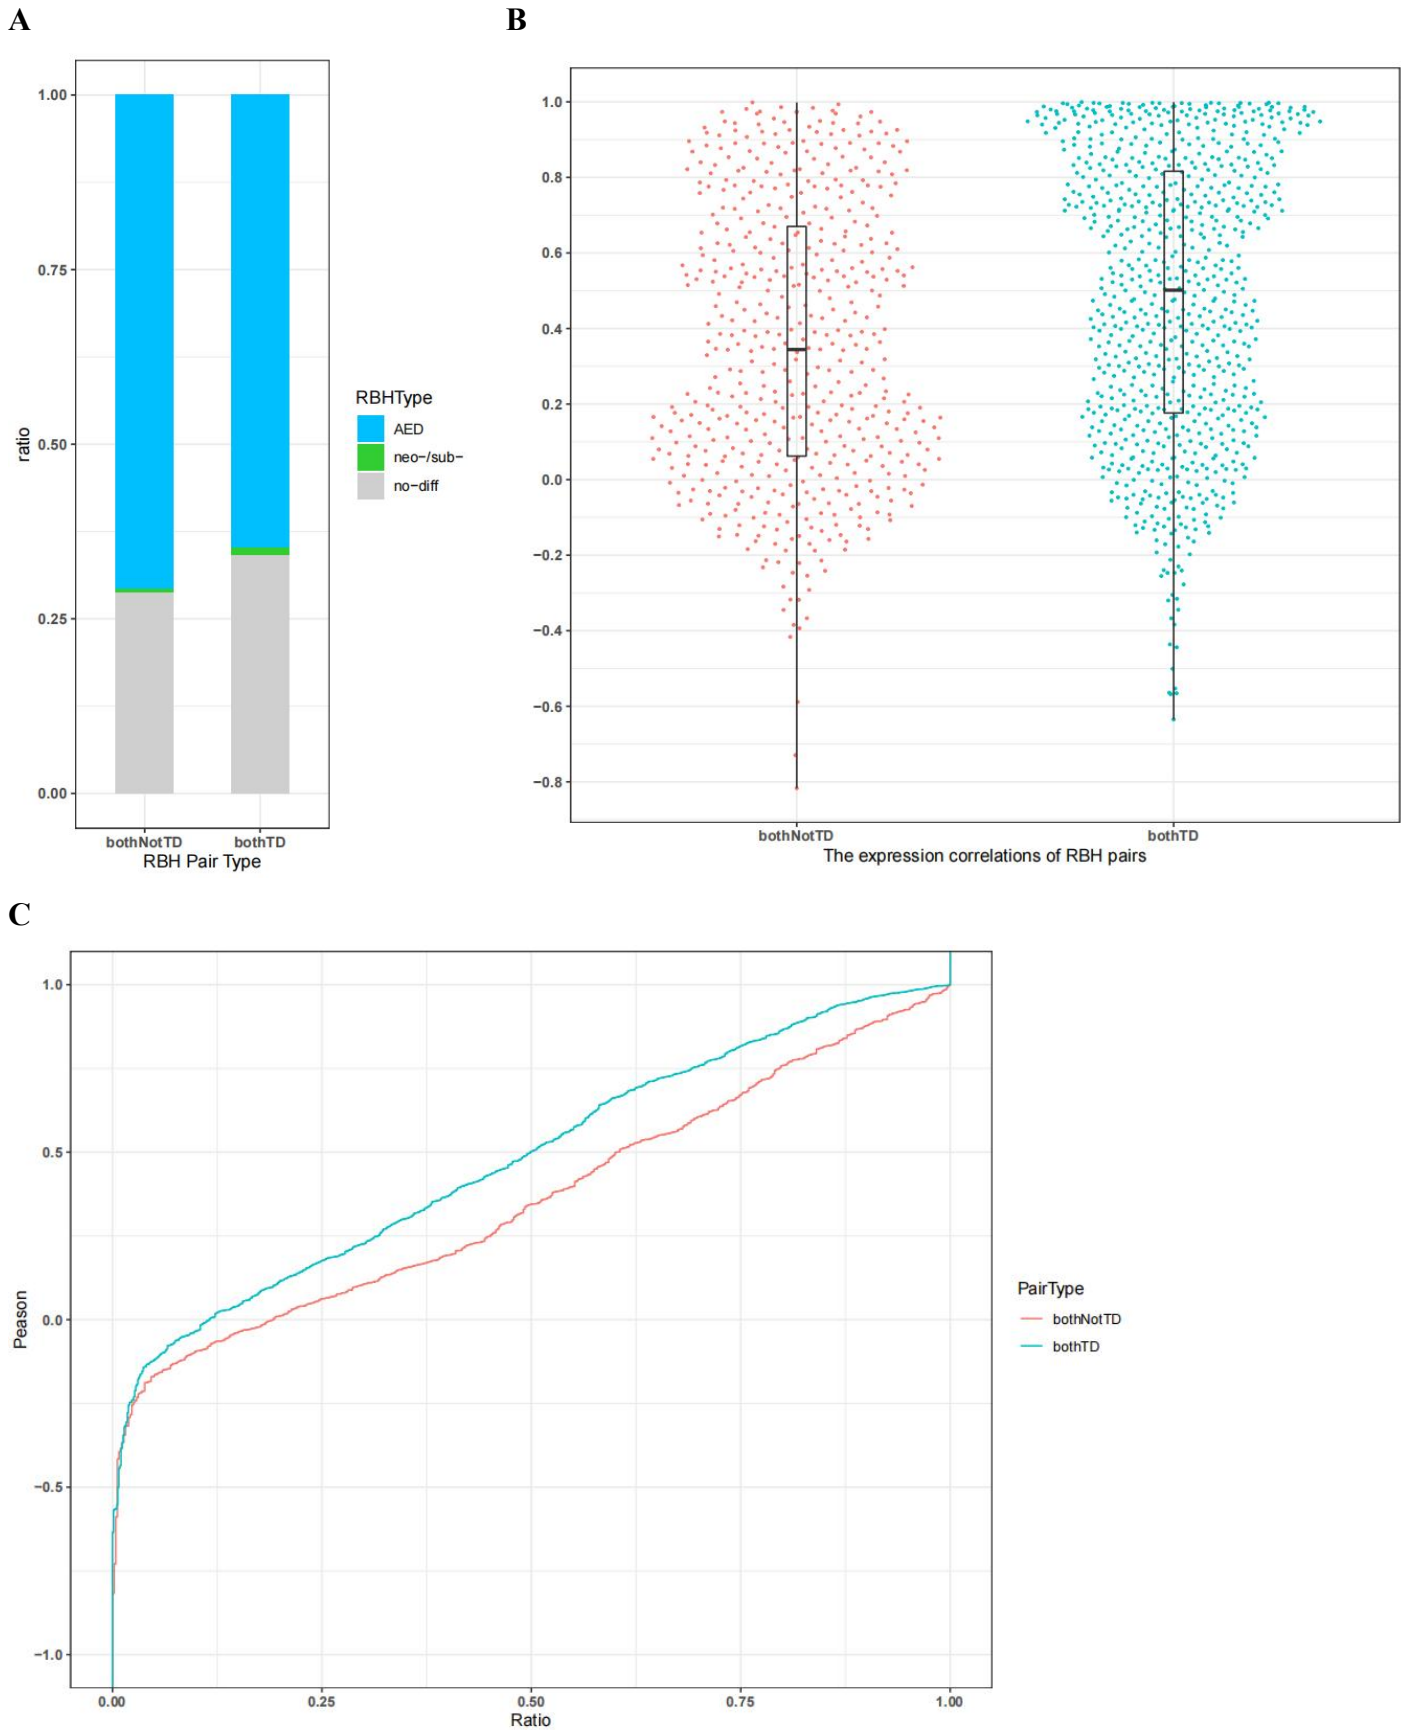 A
B
1.00
0.75
0.50
0.25
0.00
ratio
bothNotTD bothTD
RBH Pair Type
RBHType
AED
neo−/sub−
no−diff
1.0
0.8
0.6
0.4
0.2
0.0
−0.2
−0.4
−0.6
−0.8
bothNotTD bothTD
The expression correlations of RBH pairs
C
1.0
0.5
0.0
−0.5
−1.0
Peason
0.00 0.25 0.50 0.75 1.00
Ratio
PairType
bothNotTD
bothTD